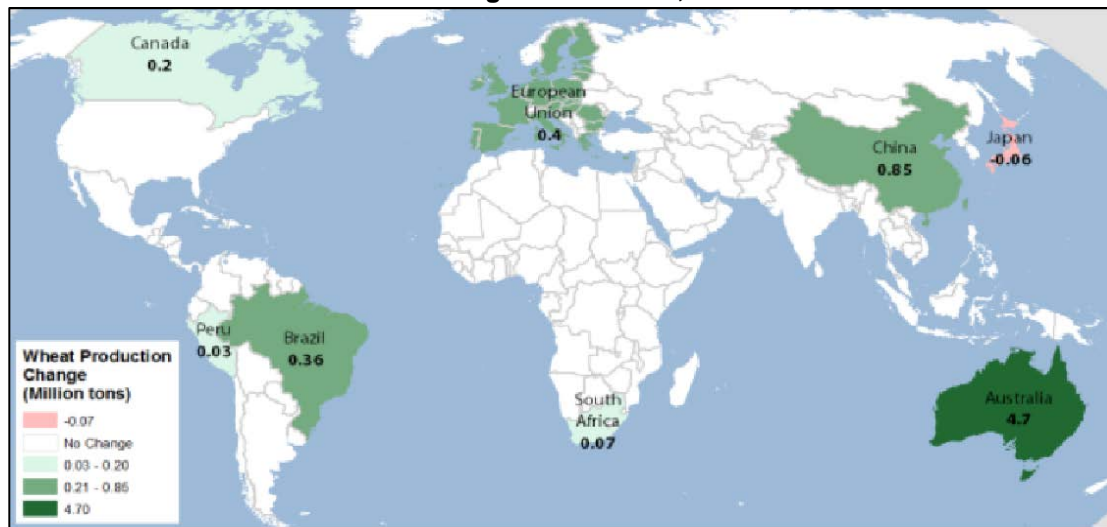 Canada
0.2
European
Union
0.4
China
0.85
Japan
-0.06
Peru
0.03
Brazil
0.36
South
Africa
0.07
Australia
4.7
Wheat Production
Change
(Million tons)
-0.07
No Change
0.03 - 0.20
0.21 - 0.85
4.70